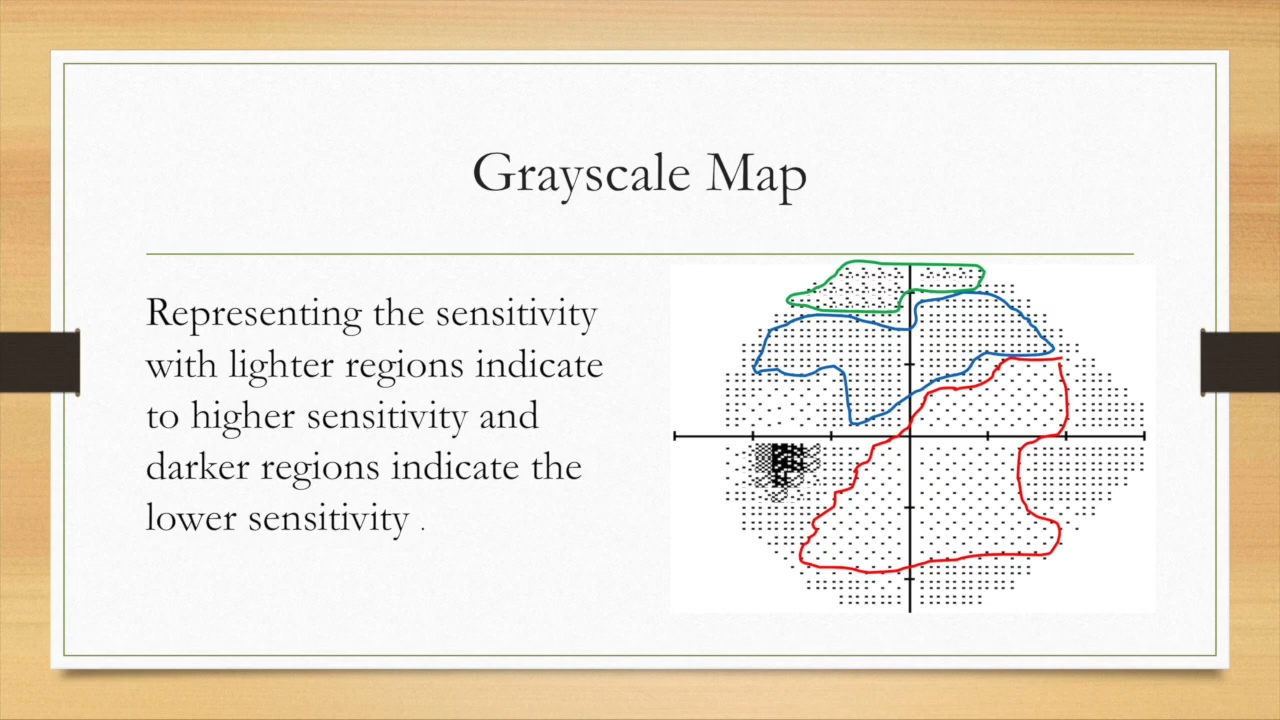 Grayscale Map
Representing the sensitivity
with lighter regions indicate
to higher sensitivity and
darker regions indicate the
lower sensitivity .